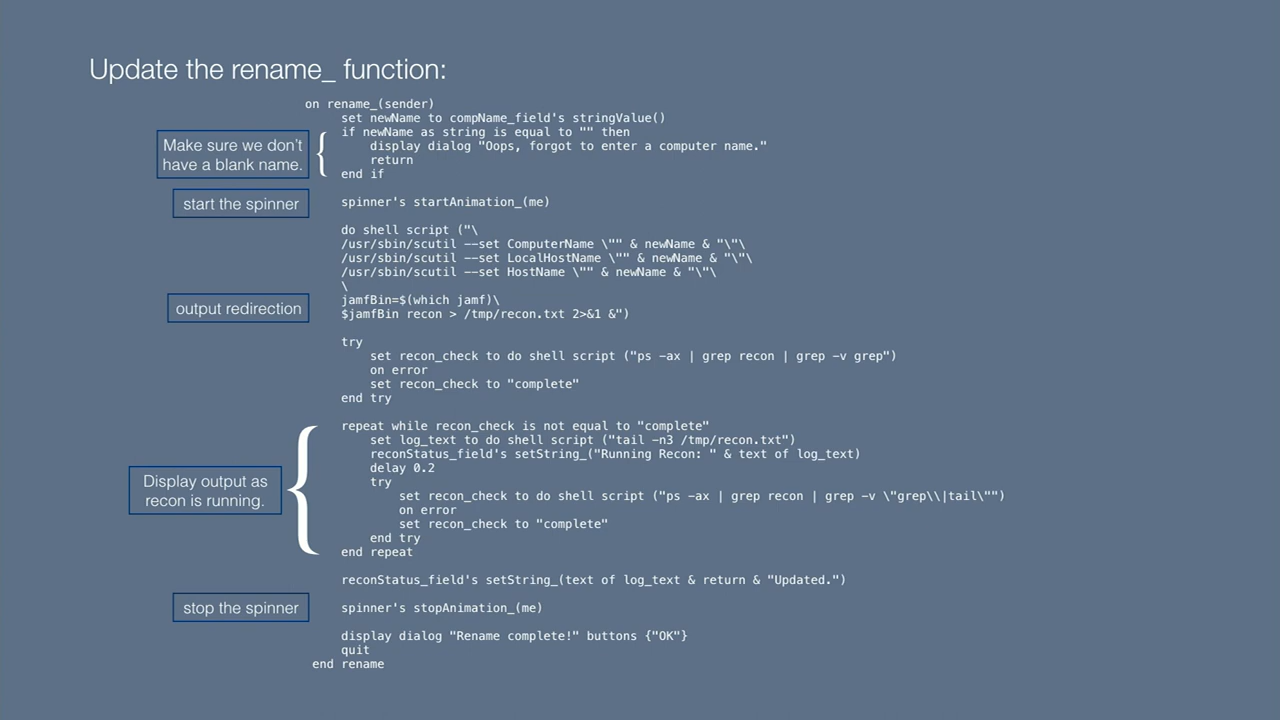 Update the rename_ function:
on rename_(sender)
set newName to compName_field's stringValue()
if newName as string is equal to "" then
display dialog "Oops, forgot to enter a computer name."
return
end if
Make sure we don't
have a blank name.
start the spinner
spinner's startAnimation_(me)
do shell script ("\
/usr/sbin/scutil --set ComputerName \"" & newName & "\"\
/usr/sbin/scutil --set LocalHostName \"" & newName & "\"\
/usr/sbin/scutil --set HostName \"" & newName & "\"\
\
jamfBin=$(which jamf)\
$jamfBin recon > /tmp/recon.txt 2>&1 &")
output redirection
try
set recon_check to do shell script ("ps -ax | grep recon | grep -v grep")
on error
set recon_check to "complete"
end try
repeat while recon_check is not equal to "complete"
set log_text to do shell script ("tail -n3 /tmp/recon.txt")
reconStatus_field's setString_("Running Recon: " & text of log_text)
delay 0.2
try
set recon_check to do shell script ("ps -ax | grep recon | grep -v \"grep\\|tail\"")
on error
set recon_check to "complete"
end try
end repeat
Display output as
recon is running.
reconStatus_field's setString_(text of log_text & return & "Updated.")
stop the spinner
spinner's stopAnimation_(me)
display dialog "Rename complete!" buttons {"OK"}
quit
end rename